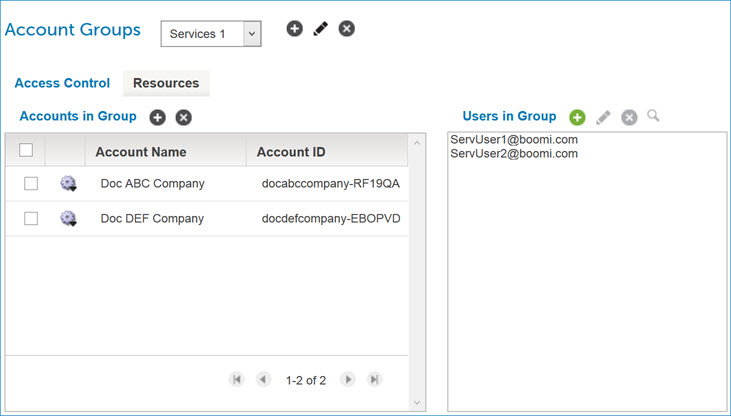 Account Groups Services 1
Access Control Resources
Accounts in Group Users in Group
Account Name Account ID
Doc ABC Company docabccompany-RF19QA
Doc DEF Company docdefcompany-EBOPVD
1-2 of 2
ServUser1@boomi.com
ServUser2@boomi.com